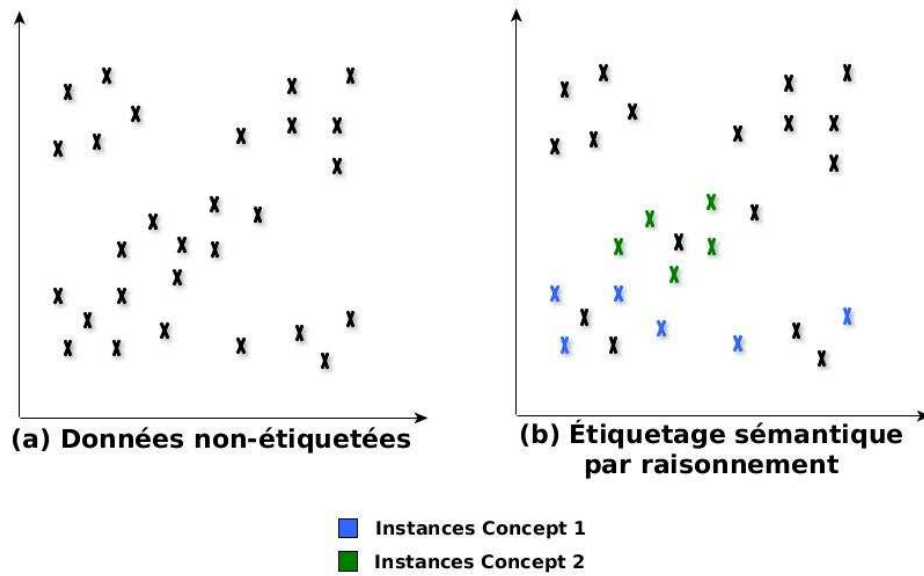 (a) Données non-étiquetées
(b) Étiquetage sémantique
par raisonnement
Instances Concept 1
Instances Concept 2